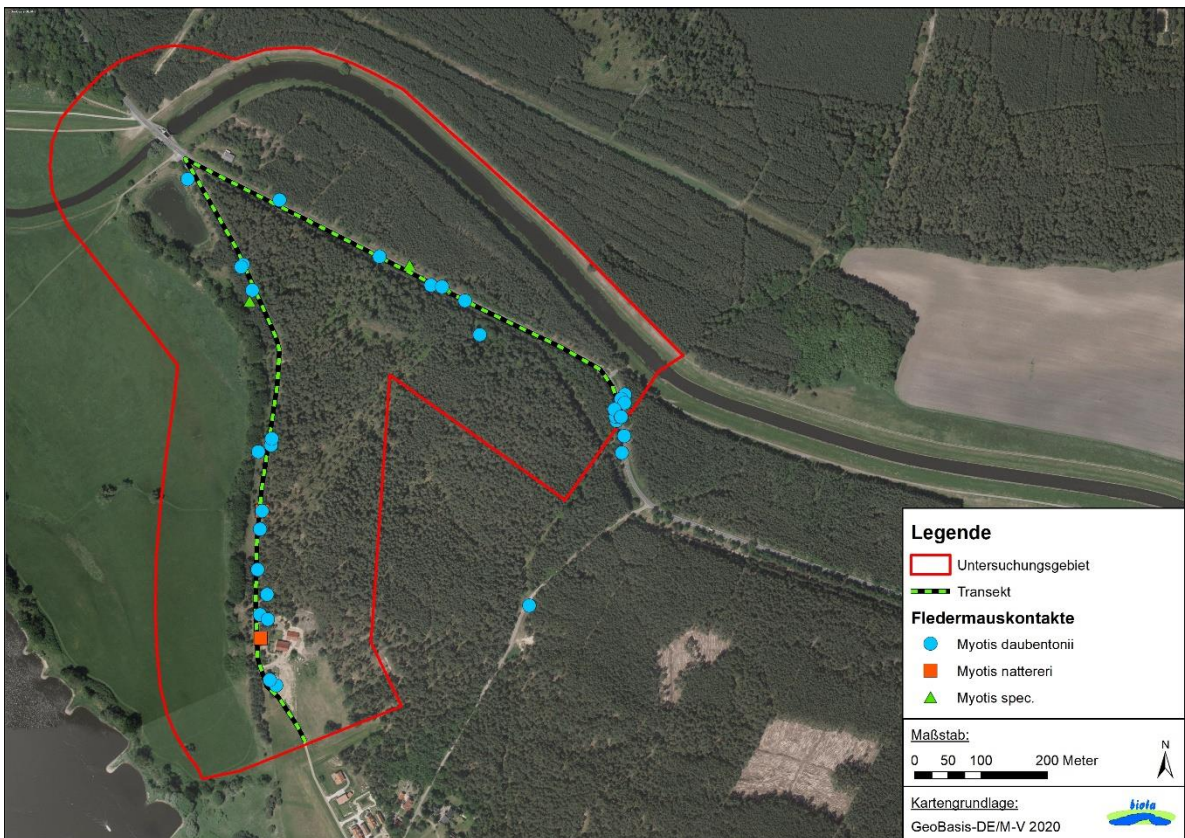 Legende
Untersuchungsgebiet
Transekt
Fledermauskontakte
Myotis daubentonii
Myotis nattereri
Myotis spec.
Maßstab:
0 50 100 200 Meter
N
Kartengrundlage:
GeoBasis-DE/M-V 2020
biota